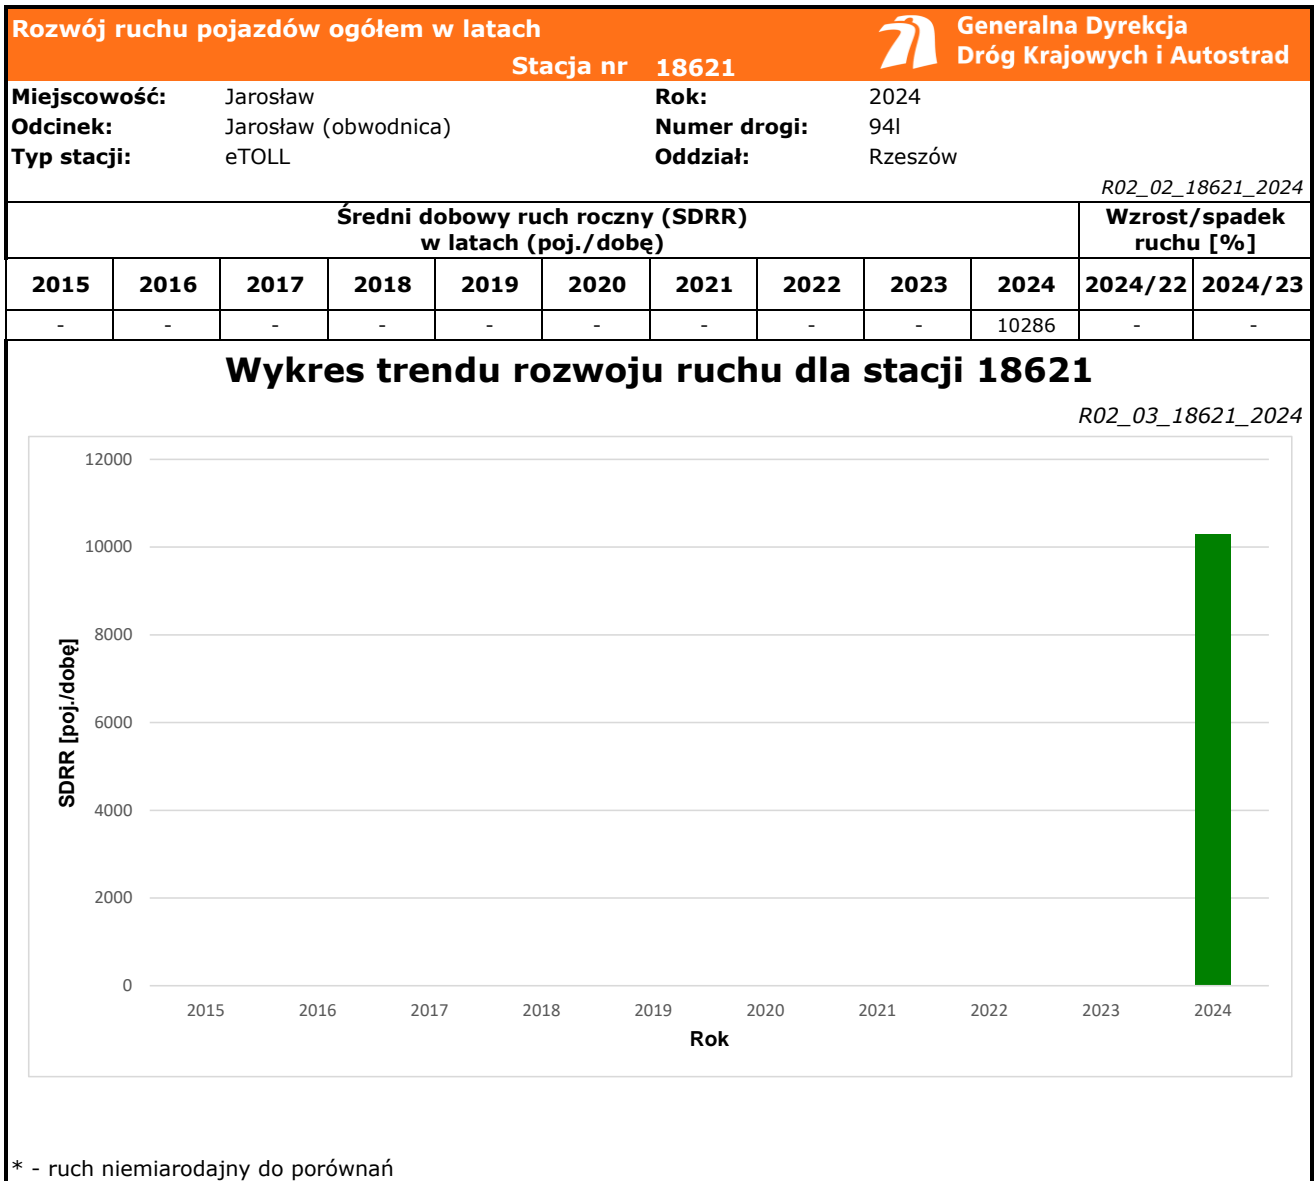 Rozwój ruchu pojazdów ogółem w latach
Generalna Dyrekcja
Dróg Krajowych i Autostrad
Stacja nr 18621
Miejscowość: Jarosław Rok: 2024
Odcinek: Jarosław (obwodnica) Numer drogi: 94l
Typ stacji: eTOLL Oddział: Rzeszów
R02_02_18621_2024
Średni dobowy ruch roczny (SDRR)
w latach (poj./dobę)
Wzrost/spadek
ruchu [%]
2015 2016 2017 2018 2019 2020 2021 2022 2023 2024 2024/22 2024/23
- - - - - - - - - 10286 - -
Wykres trendu rozwoju ruchu dla stacji 18621
R02_03_18621_2024
12000
10000
8000
6000
4000
2000
0
SDRR [poj./dobę]
2015 2016 2017 2018 2019 2020 2021 2022 2023 2024
Rok
* - ruch niemiarodajny do porównań